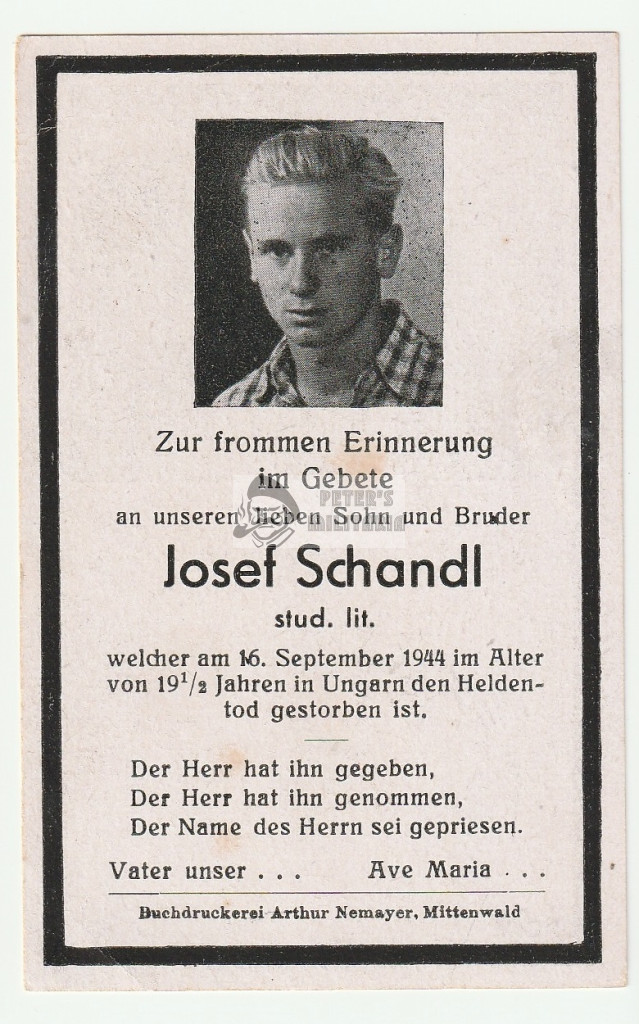 Zur frommen Erinnerung
im Gebete
PETER'S
MILITARIA
an unseren lieben Sohn und Bruder
Josef Schandl
stud. lit.
welcher am 16. September 1944 im Alter
von 19 1/2 Jahren in Ungarn den Helden-
tod gestorben ist.
Der Herr hat ihn gegeben,
Der Herr hat ihn genommen,
Der Name des Herrn sei gepriesen.
Vater unser . . . Ave Maria . . .
Buchdruckerei Arthur Nemayer, Mittenwald